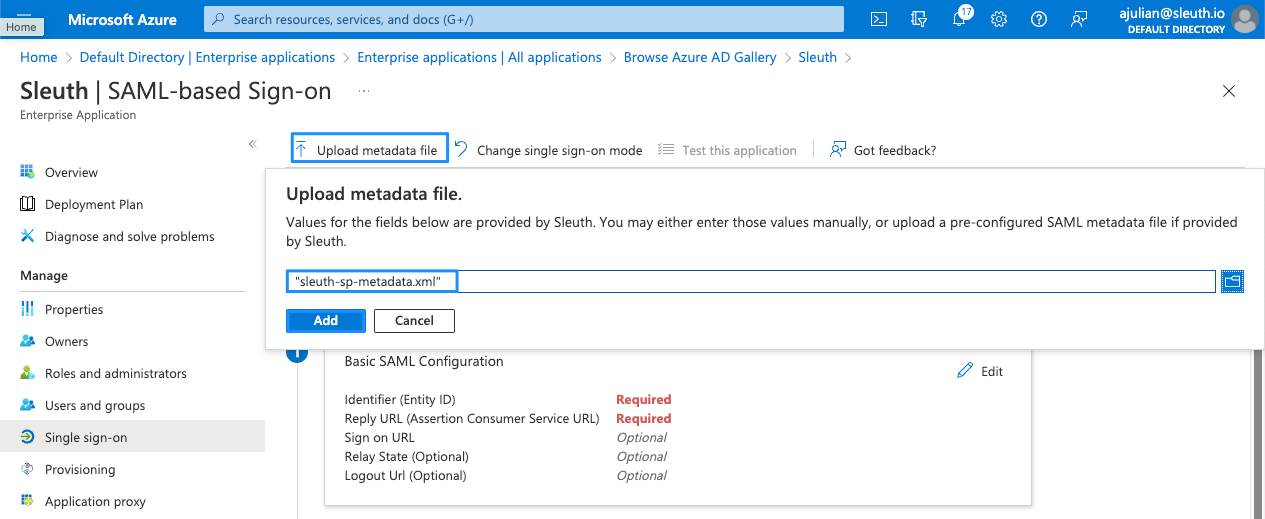 Microsoft Azure
Search resources, services, and docs (G+/)
17
ajulian@sleuth.io
DEFAULT DIRECTORY
Home
Home > Default Directory | Enterprise applications > Enterprise applications | All applications > Browse Azure AD Gallery > Sleuth >
Sleuth | SAML-based Sign-on ...
Enterprise Application
«
Upload metadata file
Change single sign-on mode
Test this application
Got feedback?
Overview
Deployment Plan
Diagnose and solve problems
Manage
Properties
Owners
Roles and administrators
Users and groups
Single sign-on
Provisioning
Application proxy
Upload metadata file.
Values for the fields below are provided by Sleuth. You may either enter those values manually, or upload a pre-configured SAML metadata file if provided
by Sleuth.
"sleuth-sp-metadata.xml"
Add
Cancel
Basic SAML Configuration
Edit
Identifier (Entity ID) Required
Reply URL (Assertion Consumer Service URL) Required
Sign on URL Optional
Relay State (Optional) Optional
Logout Url (Optional) Optional